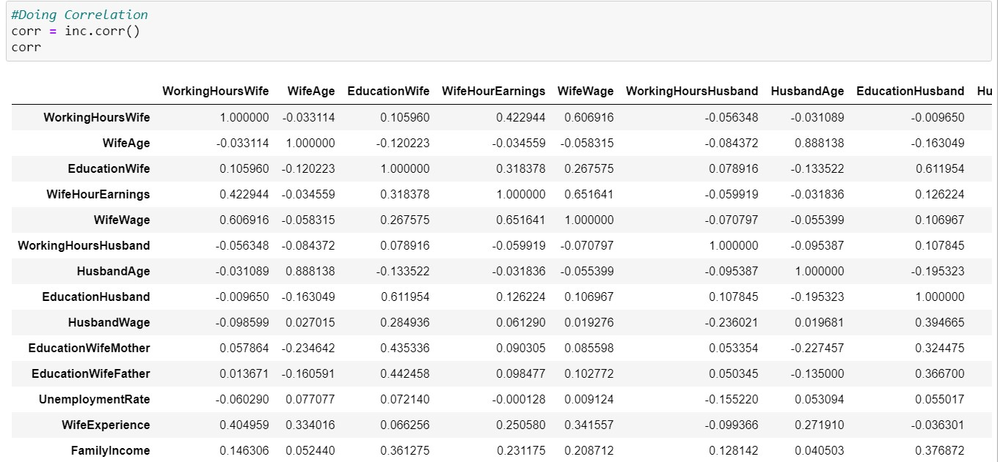 #Doing Correlation
corr = inc.corr()
corr
WorkingHoursWife WifeAge EducationWife WifeHourEarnings WifeWage WorkingHoursHusband HusbandAge EducationHusband Hu
WorkingHoursWife 1.000000 -0.033114 0.105960 0.422944 0.606916 -0.056348 -0.031089 -0.009650
WifeAge -0.033114 1.000000 -0.120223 -0.034559 -0.058315 -0.084372 0.888138 -0.163049
EducationWife 0.105960 -0.120223 1.000000 0.318378 0.267575 0.078916 -0.133522 0.611954
WifeHourEarnings 0.422944 -0.034559 0.318378 1.000000 0.651641 -0.059919 -0.031836 0.126224
WifeWage 0.606916 -0.058315 0.267575 0.651641 1.000000 -0.070797 -0.055399 0.106967
WorkingHoursHusband -0.056348 -0.084372 0.078916 -0.059919 -0.070797 1.000000 -0.095387 0.107845
HusbandAge -0.031089 0.888138 -0.133522 -0.031836 -0.055399 -0.095387 1.000000 -0.195323
EducationHusband -0.009650 -0.163049 0.611954 0.126224 0.106967 0.107845 -0.195323 1.000000
HusbandWage -0.098599 0.027015 0.284936 0.061290 0.019276 -0.236021 0.019681 0.394665
EducationWifeMother 0.057864 -0.234642 0.435336 0.090305 0.085598 0.053354 -0.227457 0.324475
EducationWifeFather 0.013671 -0.160591 0.442458 0.098477 0.102772 0.050345 -0.135000 0.366700
UnemploymentRate -0.060290 0.077077 0.072140 -0.000128 0.009124 -0.155220 0.053094 0.055017
WifeExperience 0.404959 0.334016 0.066256 0.250580 0.341557 -0.099366 0.271910 -0.036301
FamilyIncome 0.146306 0.052440 0.361275 0.231175 0.208712 0.128142 0.040503 0.376872